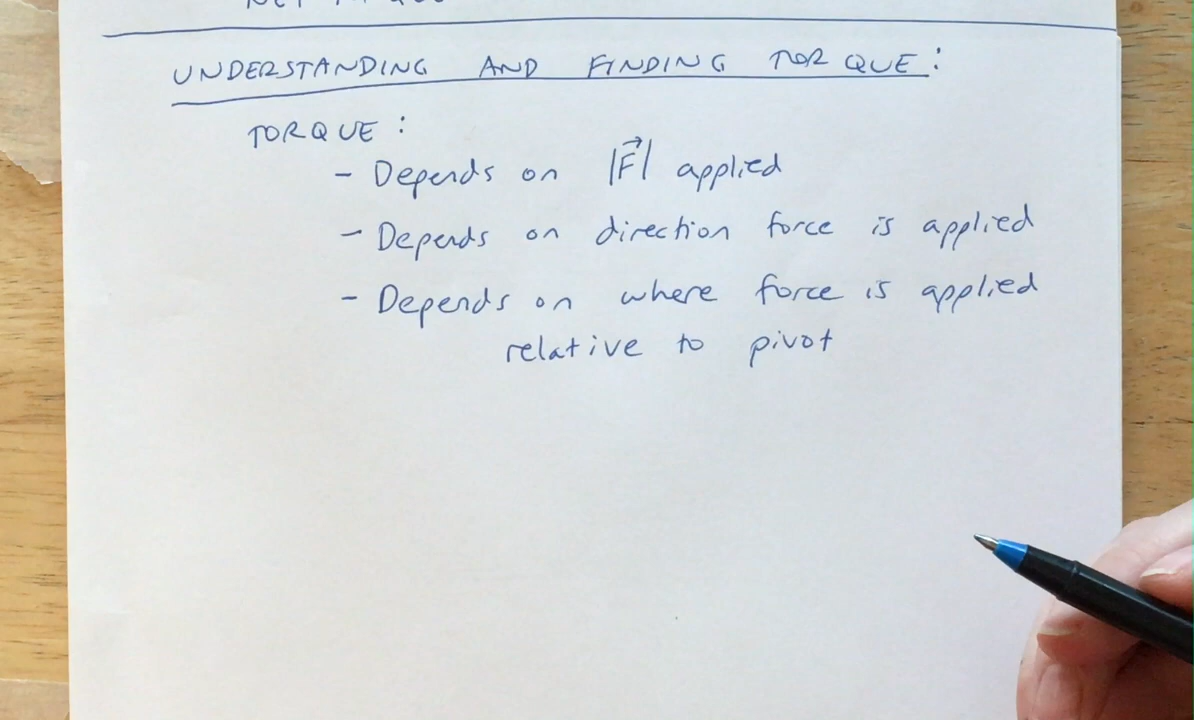 UNDERSTANDING AND FINDING TORQUE:
TORQUE:
- Depends on |F⃗| applied
- Depends on direction force is applied
- Depends on where force is applied
relative to pivot